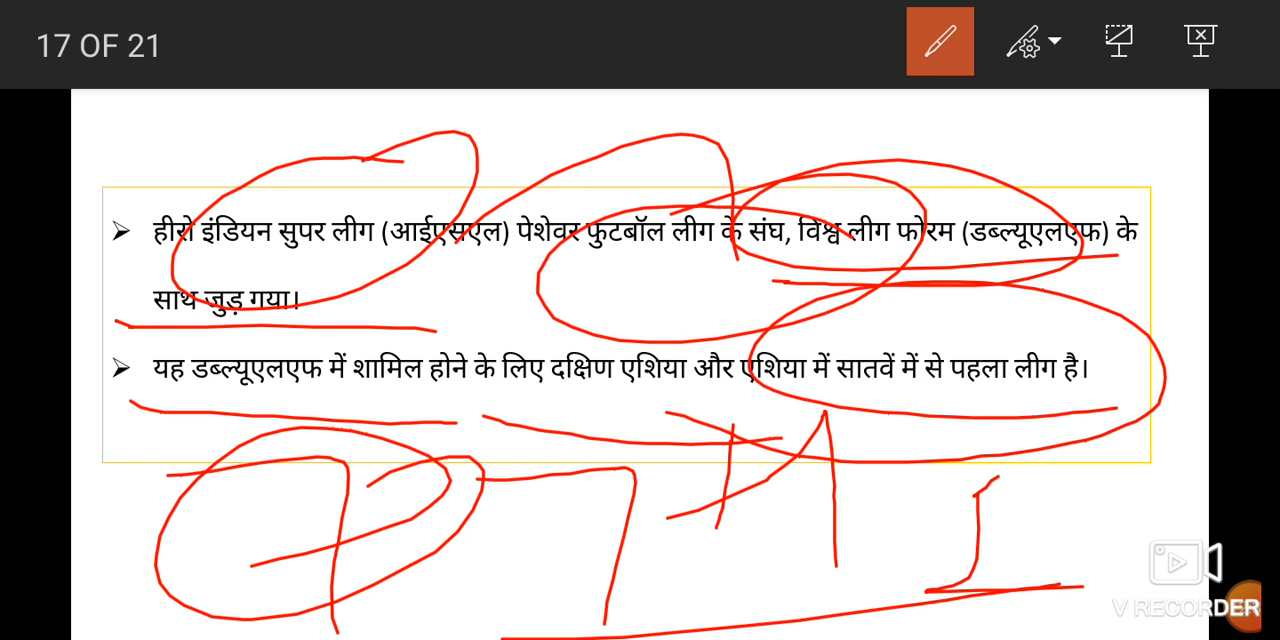 17 OF 21
हीरो इंडियन सुपर लीग (आईएसएल) पेशेवर फुटबॉल लीग के संघ, विश्व लीग फोरम (डब्ल्यूएलएफ) के
साथ जुड़ गया।
यह डब्ल्यूएलएफ में शामिल होने के लिए दक्षिण एशिया और एशिया में सातवें में से पहला लीग है।
V RECORDER